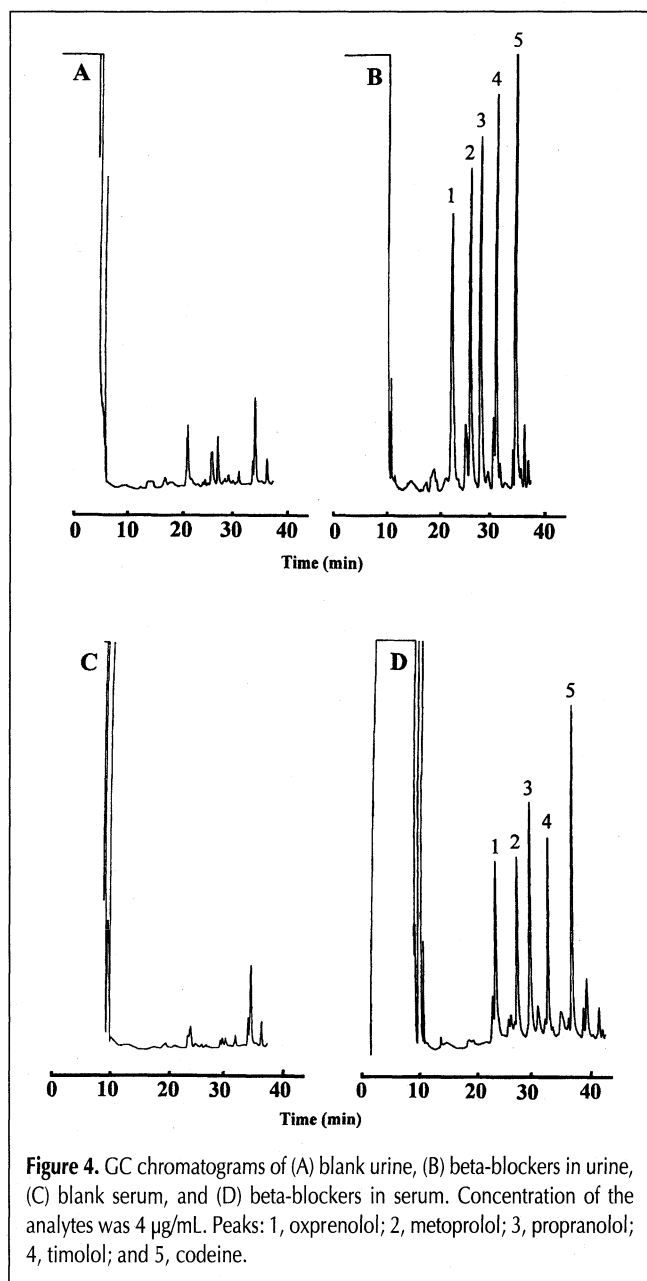 A
B
1
2
3
4
5
0 10 20 30 40
0 10 20 30 40
Time (min)
C
D
1
2
3
4
5
0 10 20 30 40
0 10 20 30 40
Time (min)
Figure 4. GC chromatograms of (A) blank urine, (B) beta-blockers in urine,
(C) blank serum, and (D) beta-blockers in serum. Concentration of the
analytes was 4 µg/mL. Peaks: 1, oxprenolol; 2, metoprolol; 3, propranolol;
4, timolol; and 5, codeine.